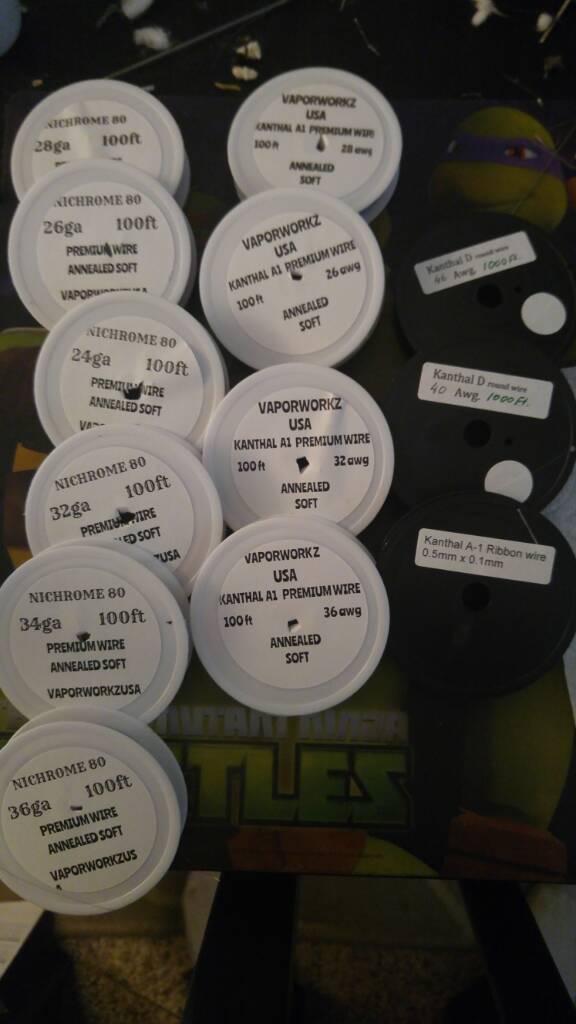 NICHROME 80
28ga 100ft
NICHROME 80
26ga 100ft
PREMIUM WIRE
ANNEALED SOFT
VAPORWORKZUSA
NICHROME 80
24ga 100ft
PREMIUM WIRE
ANNEALED SOFT
NICHROME 80
32ga 100ft
PREMIUM WIRE
NICHROME 80
34ga 100ft
PREMIUM WIRE
ANNEALED SOFT
VAPORWORKZUSA
NICHROME 80
36ga 100ft
PREMIUM WIRE
ANNEALED SOFT
VAPORWORKZUS
A
VAPORWORKZ
USA
KANTHAL A1 PREMIUM WIRE
100 ft 28 awg
ANNEALED
SOFT
VAPORWORKZ
USA
KANTHAL A1 PREMIUM WIRE
100 ft 26 awg
ANNEALED
SOFT
VAPORWORKZ
USA
KANTHAL A1 PREMIUM WIRE
100 ft 32 awg
ANNEALED
SOFT
VAPORWORKZ
USA
KANTHAL A1 PREMIUM WIRE
100 ft 36 awg
ANNEALED
SOFT
Kanthal D round wire
46 Awg 1000 Ft.
Kanthal D round wire
40 Awg. 1000 Ft.
Kanthal A-1 Ribbon wire
0.5mm x 0.1mm
MUTANT NINJA
TLES